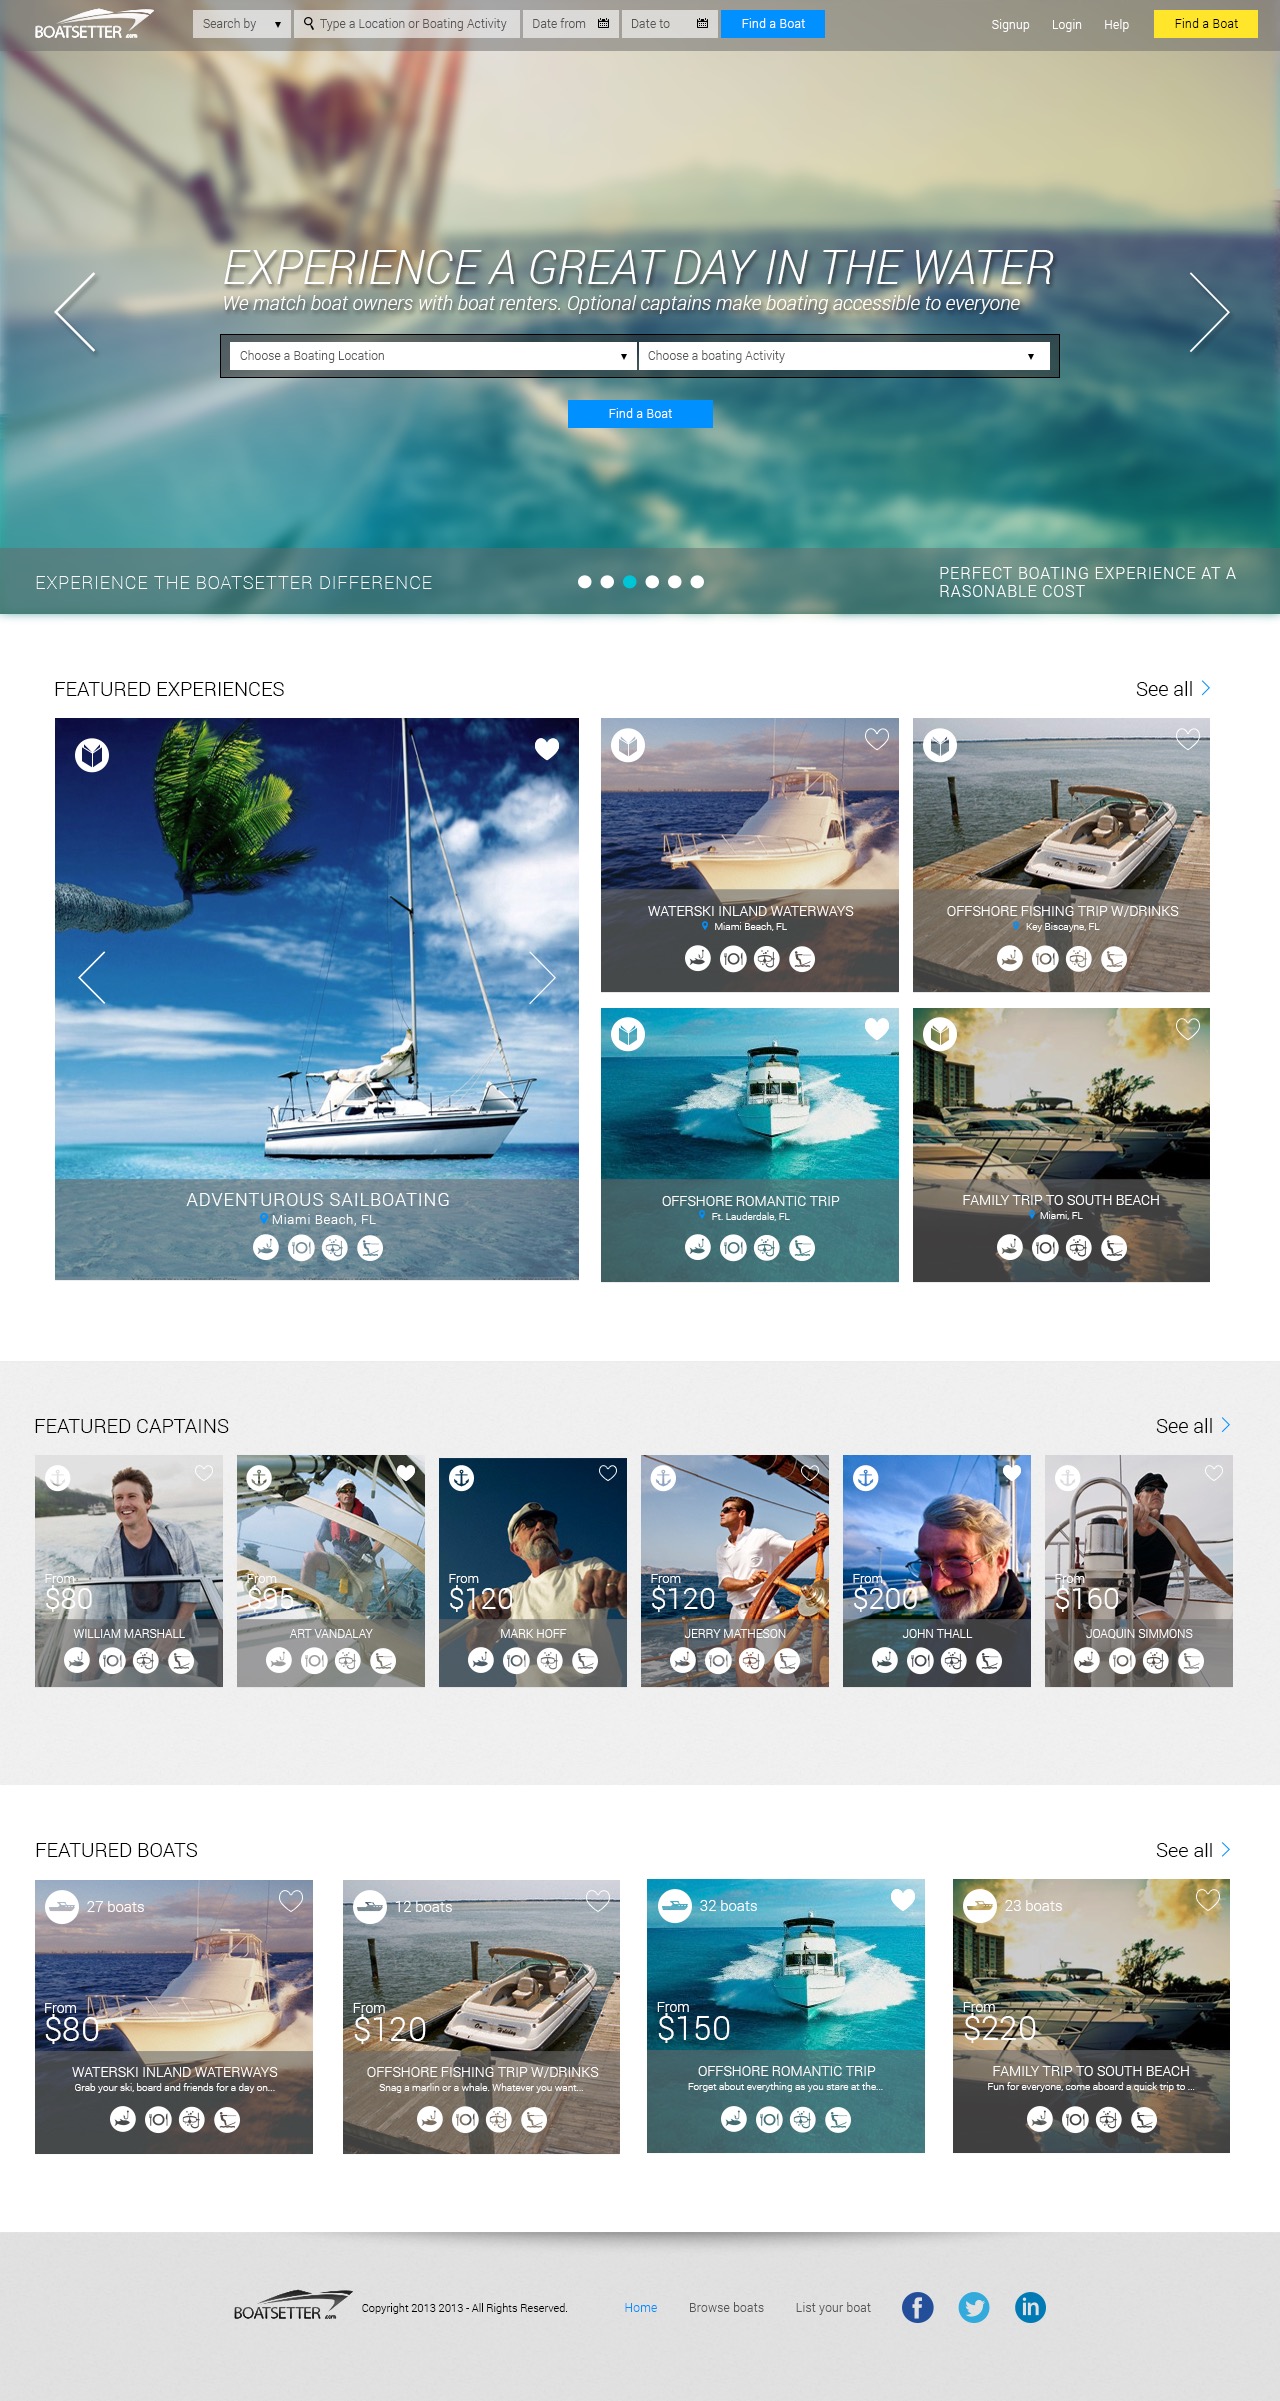 BOATSETTER.com
Search by
Type a Location or Boating Activity
Date from
Date to
Find a Boat
Signup
Login
Help
Find a Boat
EXPERIENCE A GREAT DAY IN THE WATER
We match boat owners with boat renters. Optional captains make boating accessible to everyone
Choose a Boating Location
Choose a boating Activity
Find a Boat
EXPERIENCE THE BOATSETTER DIFFERENCE
PERFECT BOATING EXPERIENCE AT A
RASONABLE COST
FEATURED EXPERIENCES
See all
ADVENTUROUS SAILBOATING
Miami Beach, FL
WATERSKI INLAND WATERWAYS
Miami Beach, FL
OFFSHORE FISHING TRIP W/DRINKS
Key Biscayne, FL
OFFSHORE ROMANTIC TRIP
Ft. Lauderdale, FL
FAMILY TRIP TO SOUTH BEACH
Miami, FL
FEATURED CAPTAINS
See all
From
$80
WILLIAM MARSHALL
From
$95
ART VANDALAY
From
$120
MARK HOFF
From
$120
JERRY MATHESON
From
$200
JOHN THALL
From
$160
JOAQUIN SIMMONS
FEATURED BOATS
See all
27 boats
From
$80
WATERSKI INLAND WATERWAYS
Grab your ski, board and friends for a day on...
12 boats
From
$120
OFFSHORE FISHING TRIP W/DRINKS
Snag a marlin or a whale. Whatever you want...
32 boats
From
$150
OFFSHORE ROMANTIC TRIP
Forget about everything as you stare at the...
23 boats
From
$220
FAMILY TRIP TO SOUTH BEACH
Fun for everyone, come aboard a quick trip to ...
BOATSETTER.com
Copyright 2013 2013 - All Rights Reserved.
Home
Browse boats
List your boat
f
in